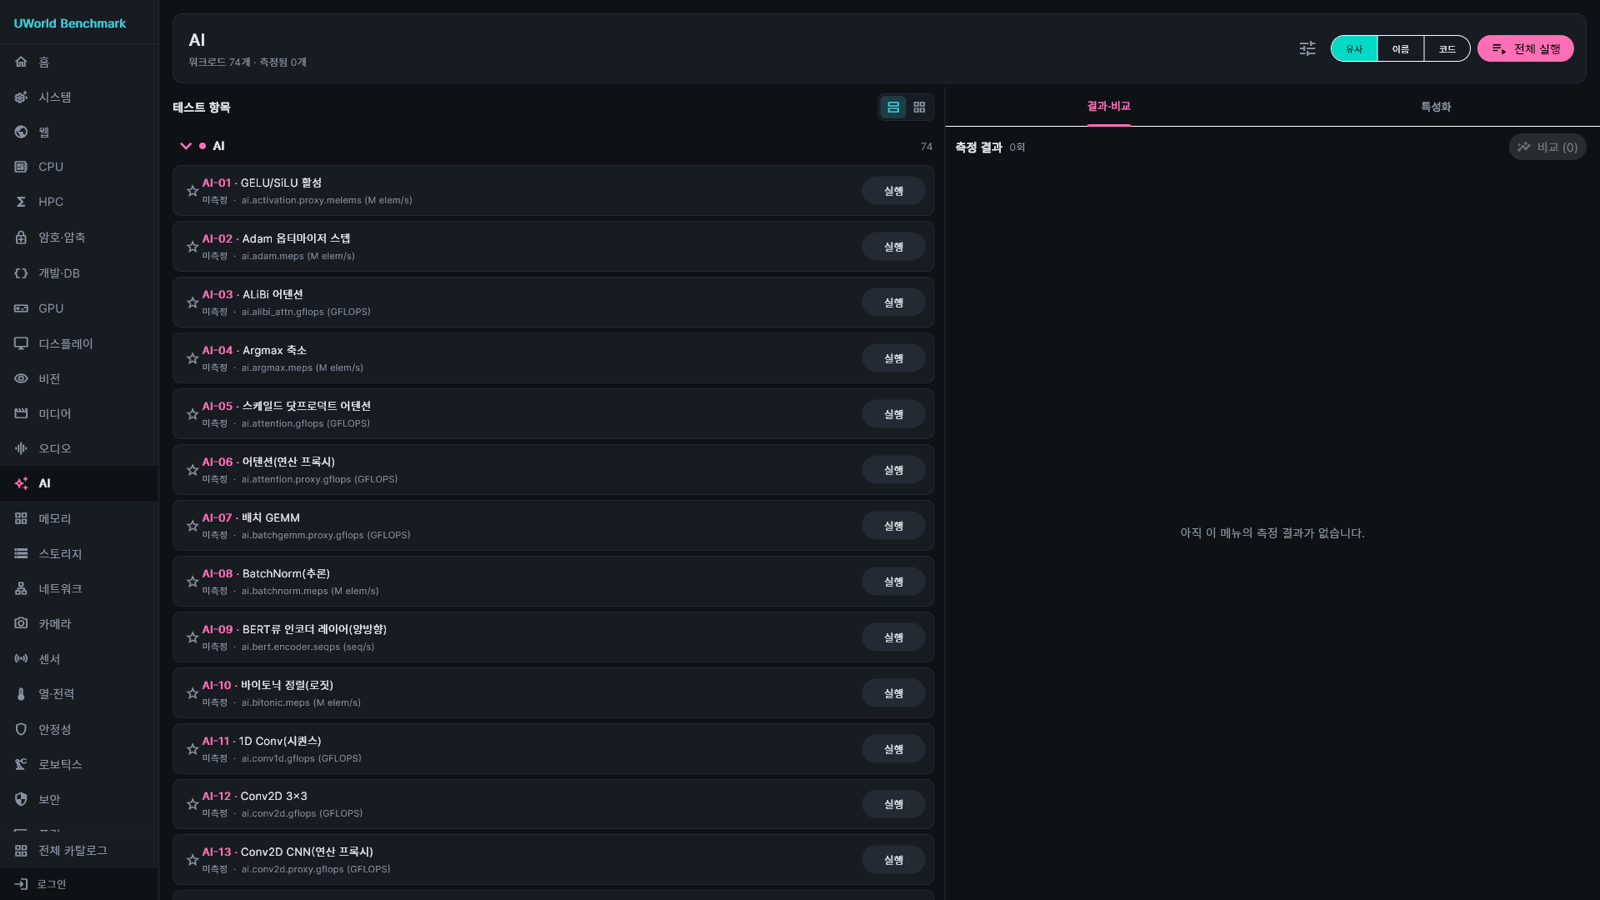 UWorld Benchmark
홈
시스템
웹
CPU
HPC
암호·압축
개발·DB
GPU
디스플레이
비전
미디어
오디오
AI
메모리
스토리지
네트워크
카메라
센서
열·전력
안정성
로보틱스
보안
전체 카탈로그
로그인
AI
워크로드 74개 · 측정됨 0개
유사
이름
코드
전체 실행
테스트 항목
AI
74
AI-01 · GELU/SiLU 활성
미측정 · ai.activation.proxy.melems (M elem/s)
실행
AI-02 · Adam 옵티마이저 스텝
미측정 · ai.adam.meps (M elem/s)
실행
AI-03 · ALiBi 어텐션
미측정 · ai.alibi_attn.gflops (GFLOPS)
실행
AI-04 · Argmax 축소
미측정 · ai.argmax.meps (M elem/s)
실행
AI-05 · 스케일드 닷프로덕트 어텐션
미측정 · ai.attention.gflops (GFLOPS)
실행
AI-06 · 어텐션(연산 프록시)
미측정 · ai.attention.proxy.gflops (GFLOPS)
실행
AI-07 · 배치 GEMM
미측정 · ai.batchgemm.proxy.gflops (GFLOPS)
실행
AI-08 · BatchNorm(추론)
미측정 · ai.batchnorm.meps (M elem/s)
실행
AI-09 · BERT류 인코더 레이어(양방향)
미측정 · ai.bert.encoder.seqps (seq/s)
실행
AI-10 · 바이토닉 정렬(로짓)
미측정 · ai.bitonic.meps (M elem/s)
실행
AI-11 · 1D Conv(시퀀스)
미측정 · ai.conv1d.gflops (GFLOPS)
실행
AI-12 · Conv2D 3×3
미측정 · ai.conv2d.gflops (GFLOPS)
실행
AI-13 · Conv2D CNN(연산 프록시)
미측정 · ai.conv2d.proxy.gflops (GFLOPS)
실행
결과·비교
특성화
측정 결과 0회
비교 (0)
아직 이 메뉴의 측정 결과가 없습니다.